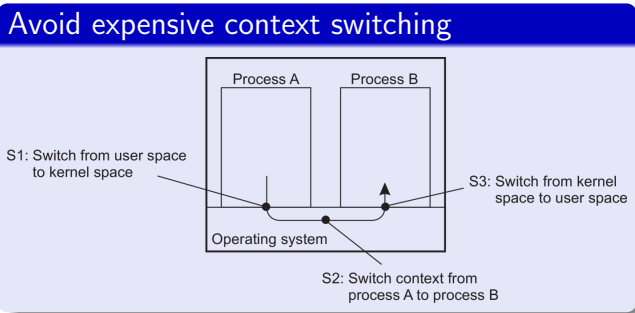 Avoid expensive context switching
Process A
Process B
S1: Switch from user space
to kernel space
S3: Switch from kernel
space to user space
Operating system
S2: Switch context from
process A to process B